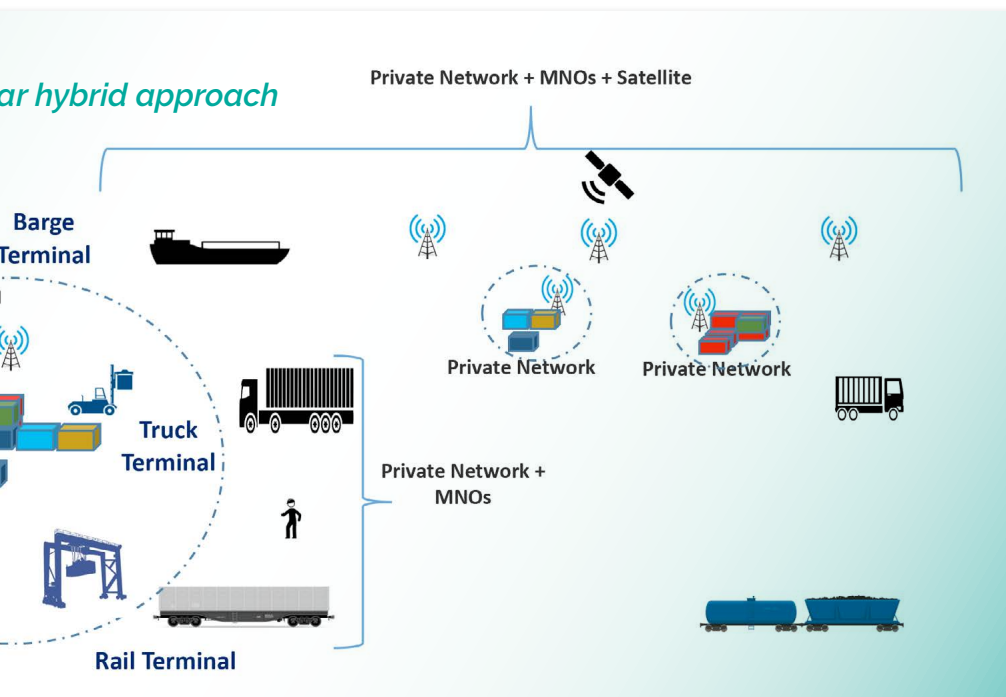 Private Network + MNOs + Satellite
hybrid approach
Barge
Terminal
Private Network
Private Network
Truck
Terminal
Private Network +
MNOs
Rail Terminal